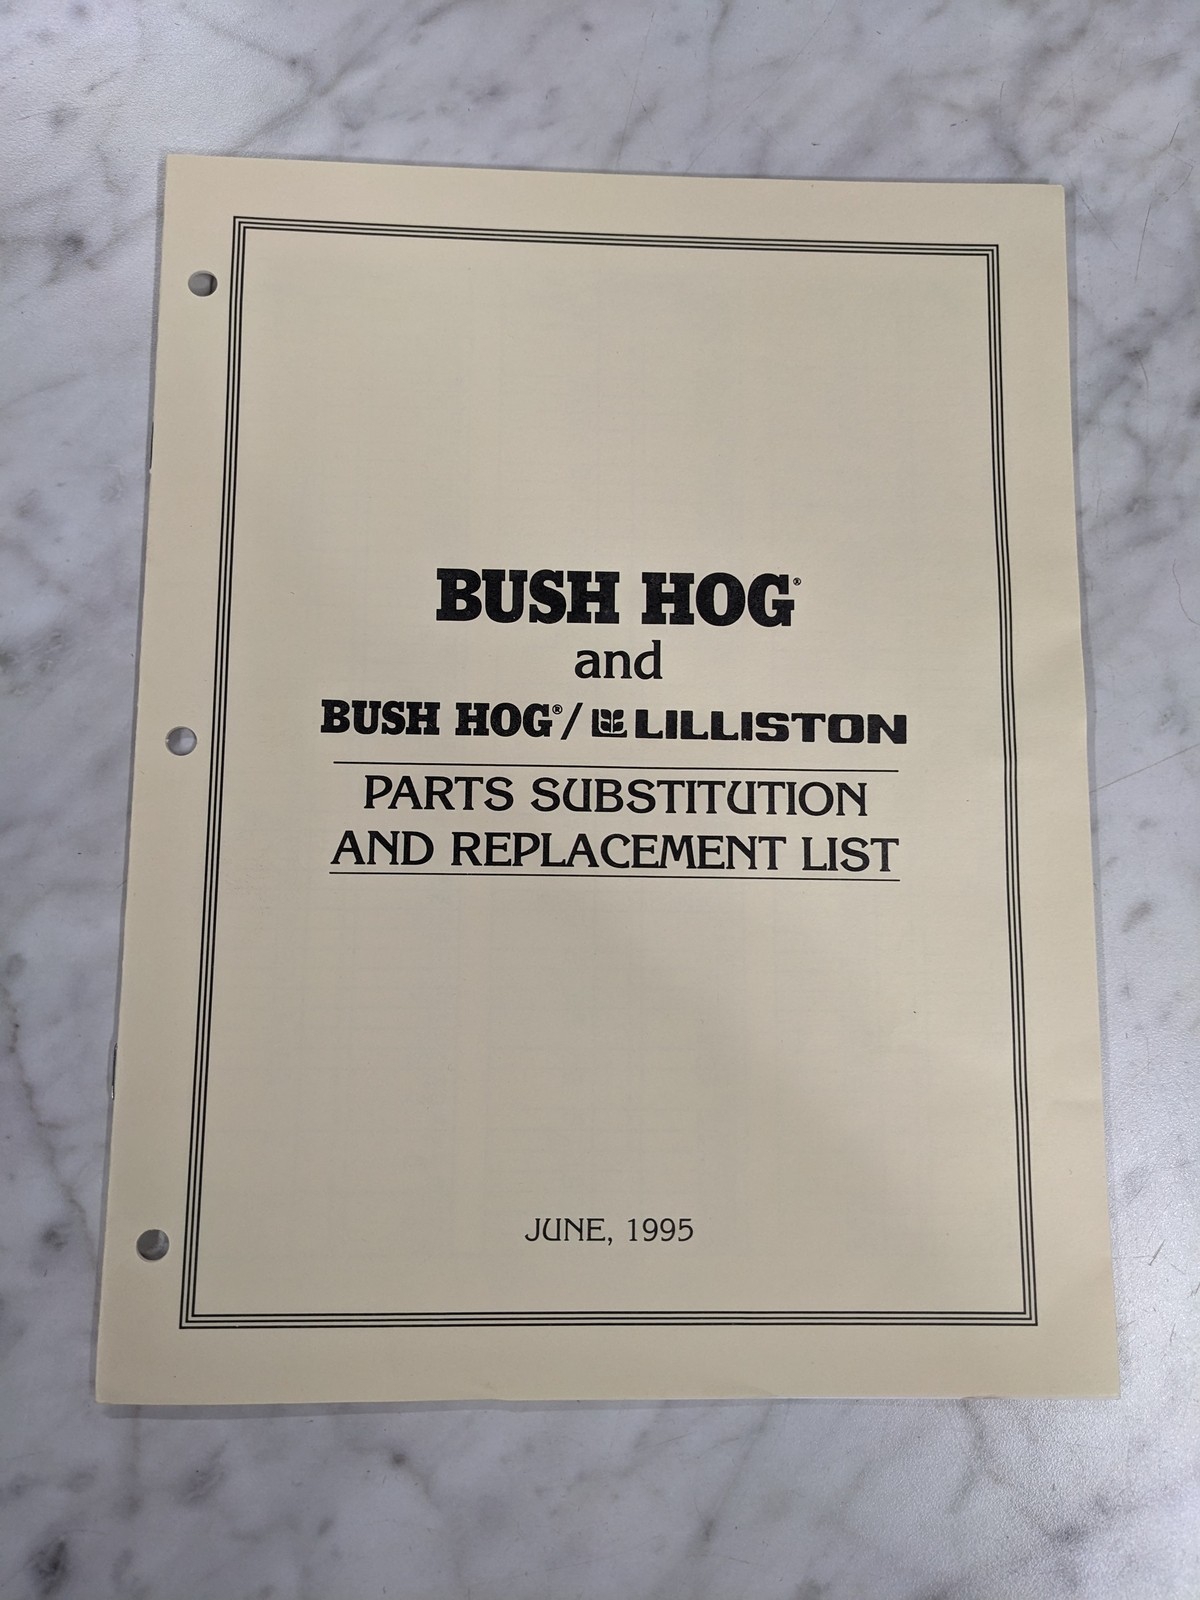 BUSH HOG®
and
BUSH HOG®/LILLISTON
PARTS SUBSTITUTION
AND REPLACEMENT LIST
JUNE, 1995